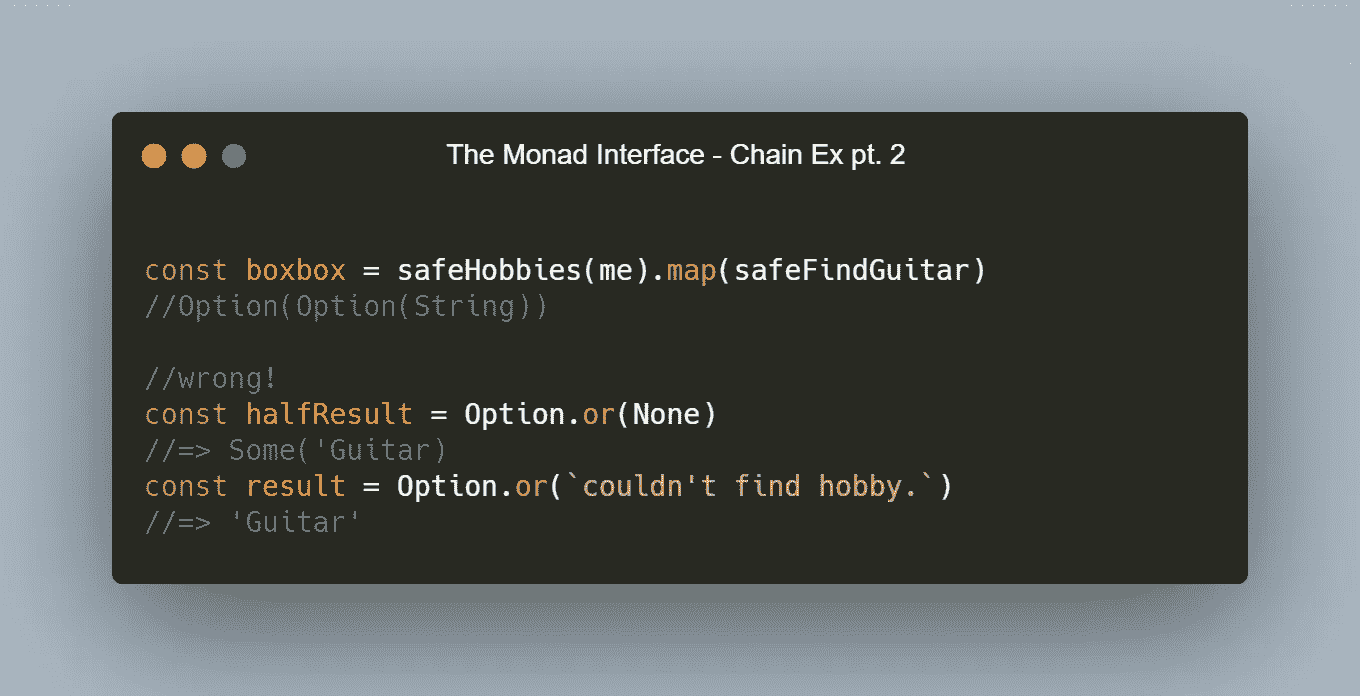 The Monad Interface - Chain Ex pt. 2
const boxbox = safeHobbies(me).map(safeFindGuitar)
//Option(Option(String))
//wrong!
const halfResult = Option.or(None)
//=> Some('Guitar)
const result = Option.or(`couldn't find hobby.`)
//=> 'Guitar'